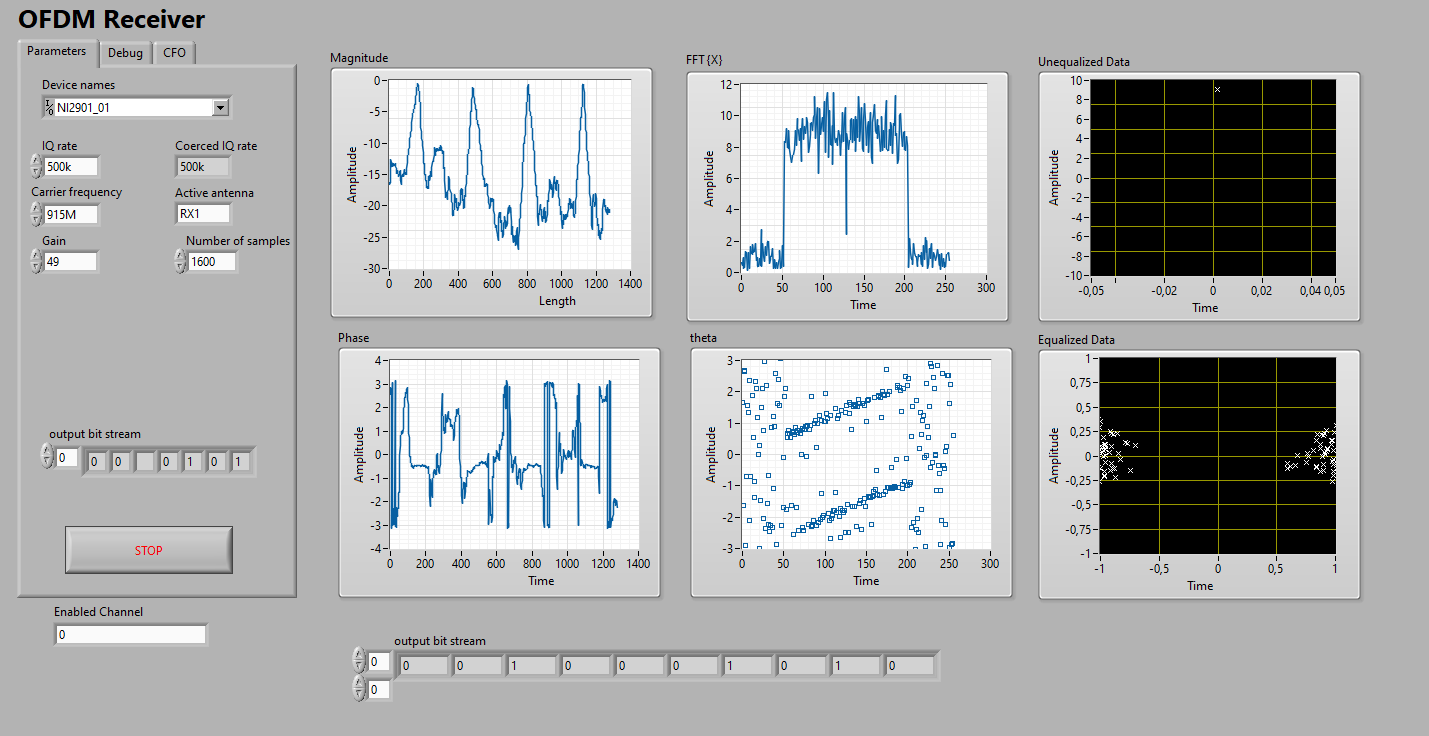 OFDM Receiver
Parameters Debug CFO
Device names
I/0 NI2901_01
IQ rate Coerced IQ rate
500k 500k
Carrier frequency Active antenna
915M RX1
Gain Number of samples
49 1600
output bit stream
0 0 0 0 1 0 1
STOP
Enabled Channel
0
Magnitude
0
-5
-10
-15
-20
-25
-30
Amplitude
0 200 400 600 800 1000 1200 1400
Length
FFT{X}
12
10
8
6
4
2
0
Amplitude
0 50 100 150 200 250 300
Time
Unequalized Data
10
8
6
4
2
0
-2
-4
-6
-8
-10
Amplitude
-0,05 -0,02 0 0,02 0,04 0,05
Time
Phase
4
3
2
1
0
-1
-2
-3
-4
Amplitude
0 200 400 600 800 1000 1200 1400
Time
theta
3
2
1
0
-1
-2
-3
Amplitude
0 50 100 150 200 250 300
Time
Equalized Data
1
0,75
0,5
0,25
0
-0,25
-0,5
-0,75
-1
Amplitude
-1 -0,5 0 0,5 1
Time
output bit stream
0 0 0 1 0 0 0 1 0 1 0
0